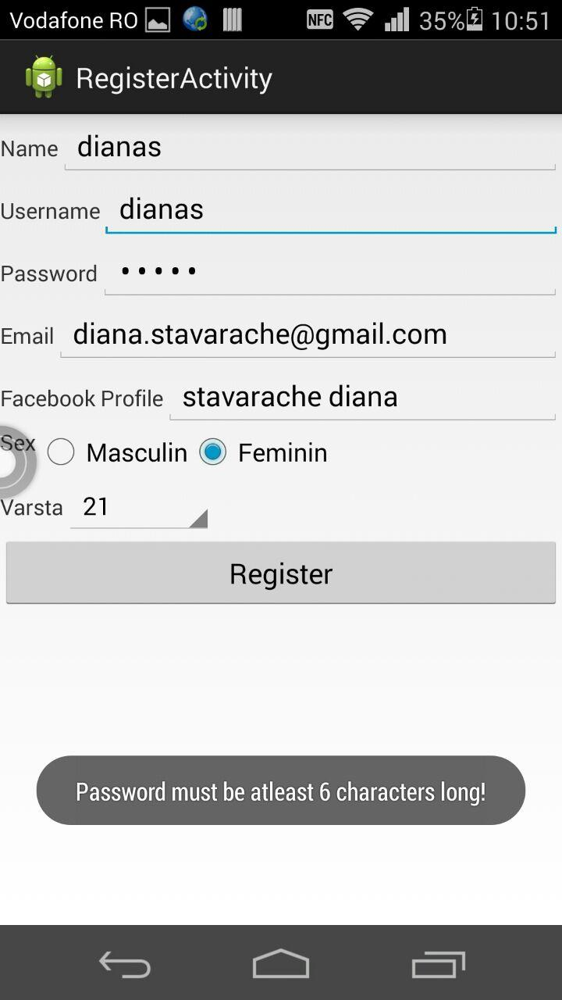 Vodafone RO NFC 35% 10:51
RegisterActivity
Name dianas
Username dianas
Password •••••
Email diana.stavarache@gmail.com
Facebook Profile stavarache diana
Sex Masculin Feminin
Varsta 21
Register
Password must be atleast 6 characters long!